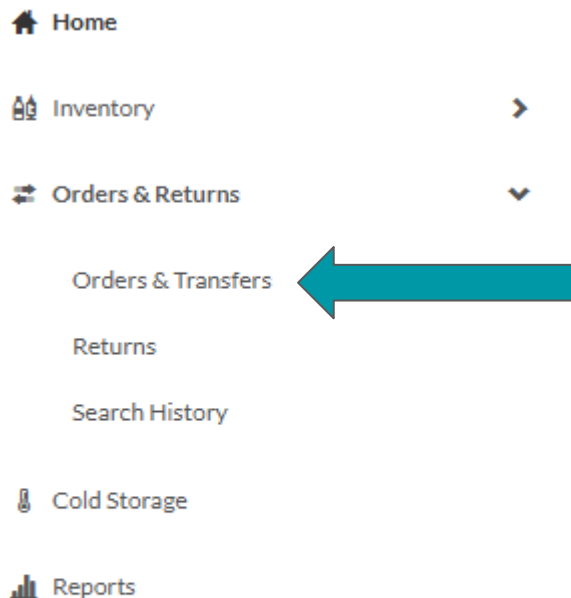 Home
Inventory
Orders & Returns
Orders & Transfers
Returns
Search History
Cold Storage
Reports